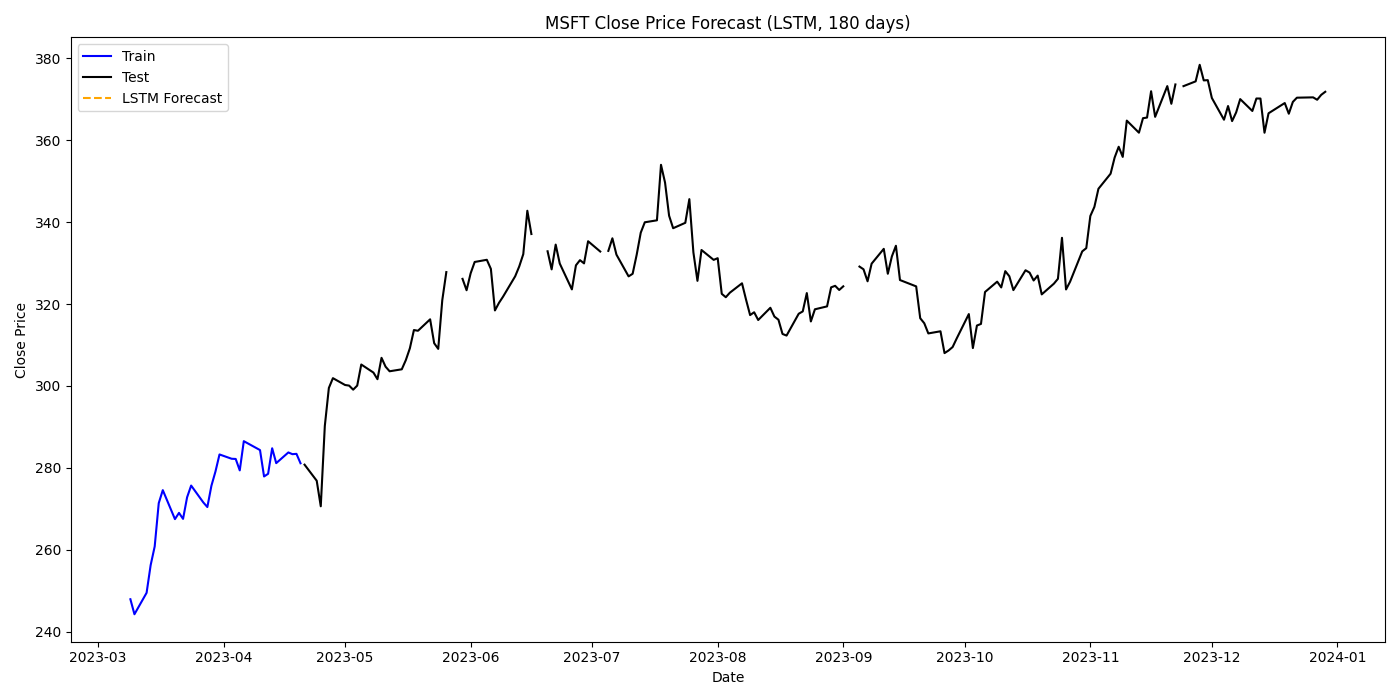 MSFT Close Price Forecast (LSTM, 180 days)
Train
Test
LSTM Forecast
380
360
340
320
300
280
260
240
Close Price
2023-03 2023-04 2023-05 2023-06 2023-07 2023-08 2023-09 2023-10 2023-11 2023-12 2024-01
Date